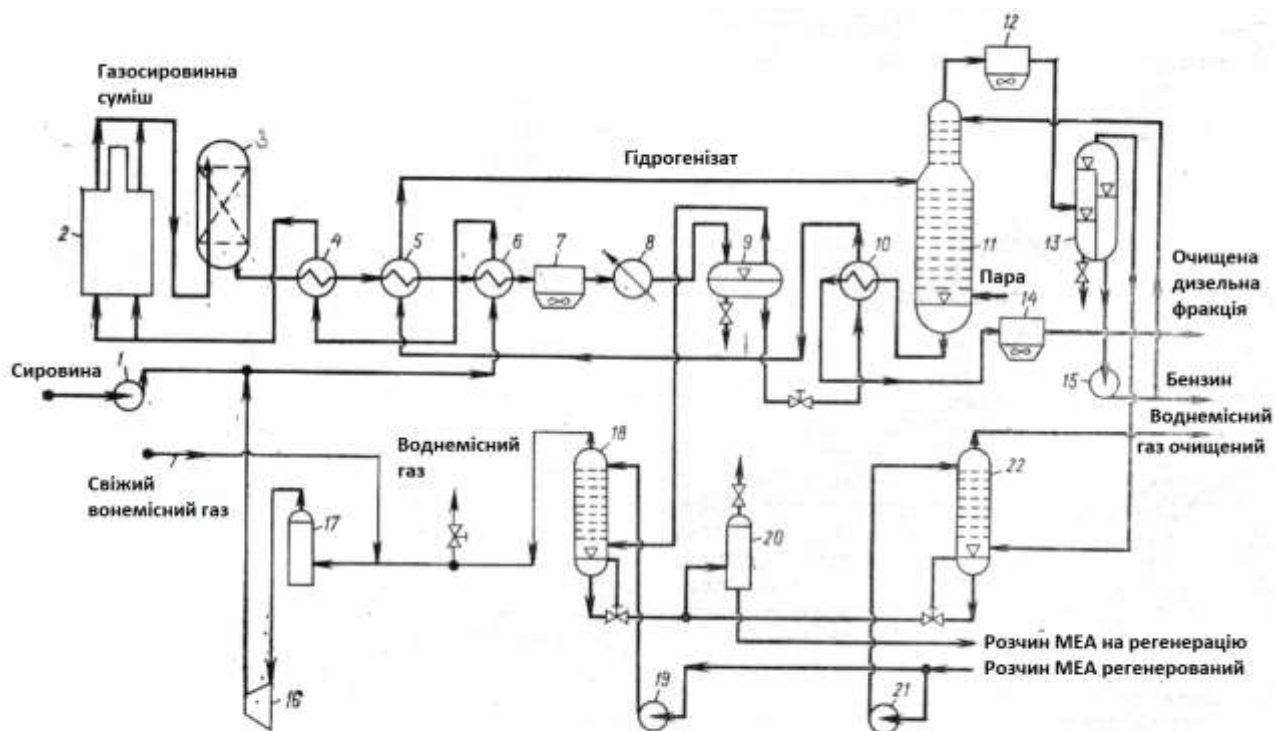 12
Газосировинна
суміш
3
Гідрогенізат
2
4
5
6
7
8
9
10
11
13
Пара
14
Очищена
дизельна
фракція
Сировина
1
15
Бензин
Воднемісний
газ очищений
Воднемісний
газ
18
22
Свіжий
вонемісний газ
17
20
Розчин МЕА на регенерацію
Розчин МЕА регенерований
16
19
21